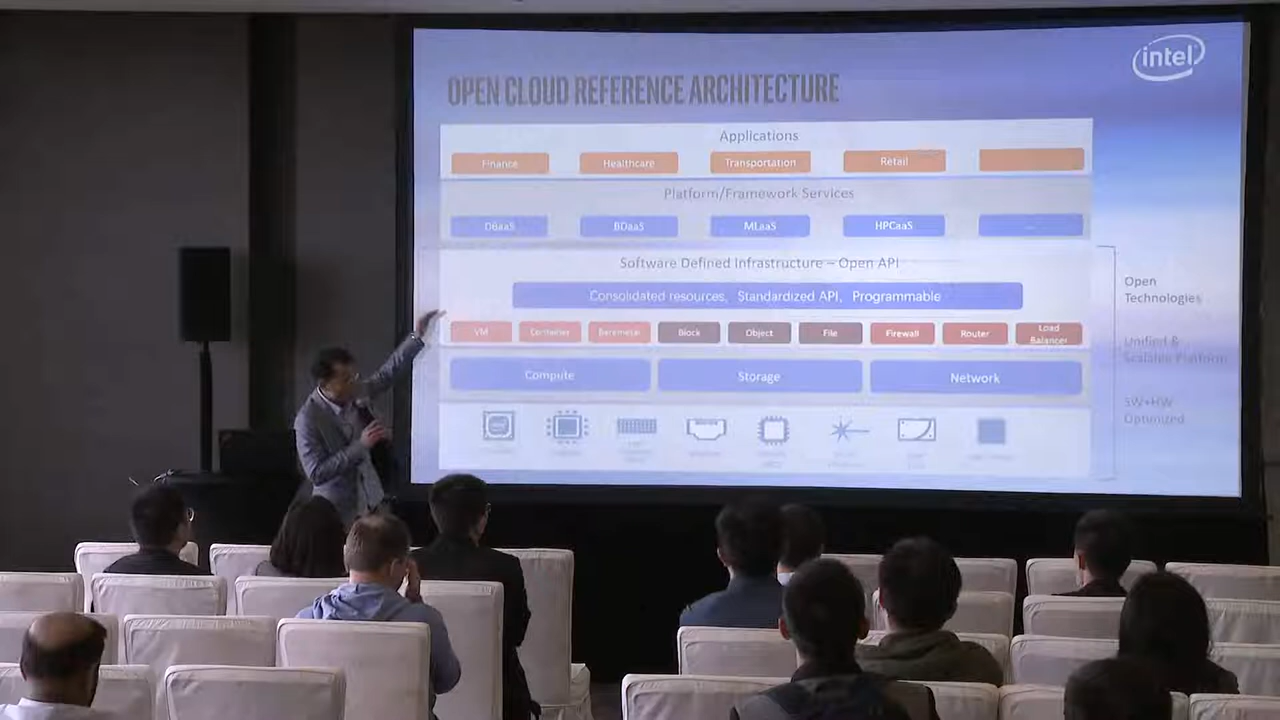 intel
OPEN CLOUD REFERENCE ARCHITECTURE
Applications
Finance
Healthcare
Transportation
Retail
Platform/Framework Services
DBaaS
BDaaS
MLaaS
HPCaaS
...
Software Defined Infrastructure – Open API
Consolidated resources, Standardized API, Programmable
VM
Container
Baremetal
Block
Object
File
Firewall
Router
Load
Balancer
Compute
Storage
Network
Open
Technologies
Unified &
Scalable Platform
SW+HW
Optimized